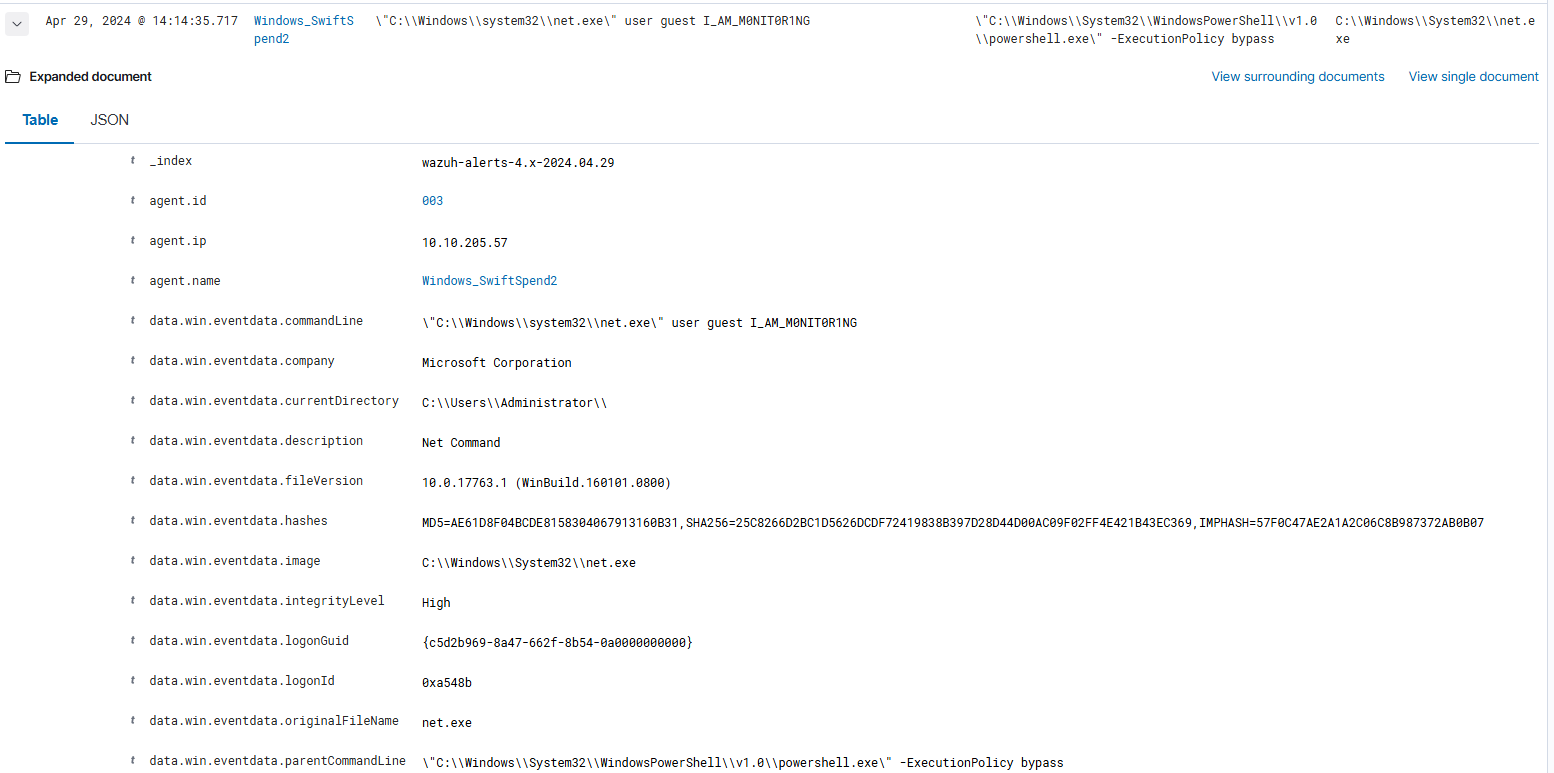 Apr 29, 2024 @ 14:14:35.717 Windows_SwiftS \"C:\\Windows\\system32\\net.exe\" user guest I_AM_M0NIT0R1NG \"C:\\Windows\\System32\\WindowsPowerShell\\v1.0 C:\\Windows\\System32\\net.e
pend2 \\powershell.exe\" -ExecutionPolicy bypass xe
Expanded document View surrounding documents View single document
Table JSON
t _index wazuh-alerts-4.x-2024.04.29
t agent.id 003
t agent.ip 10.10.205.57
t agent.name Windows_SwiftSpend2
t data.win.eventdata.commandLine \"C:\\Windows\\system32\\net.exe\" user guest I_AM_M0NIT0R1NG
t data.win.eventdata.company Microsoft Corporation
t data.win.eventdata.currentDirectory C:\\Users\\Administrator\\
t data.win.eventdata.description Net Command
t data.win.eventdata.fileVersion 10.0.17763.1 (WinBuild.160101.0800)
t data.win.eventdata.hashes MD5=AE61D8F04BCDE8158304067913160B31,SHA256=25C8266D2BC1D5626DCDF72419838B397D28D44D00AC09F02FF4E421B43EC369,IMPHASH=57F0C47AE2A1A2C06C8B987372AB0B07
t data.win.eventdata.image C:\\Windows\\System32\\net.exe
t data.win.eventdata.integrityLevel High
t data.win.eventdata.logonGuid {c5d2b969-8a47-662f-8b54-0a0000000000}
t data.win.eventdata.logonId 0xa548b
t data.win.eventdata.originalFileName net.exe
t data.win.eventdata.parentCommandLine \"C:\\Windows\\System32\\WindowsPowerShell\\v1.0\\powershell.exe\" -ExecutionPolicy bypass